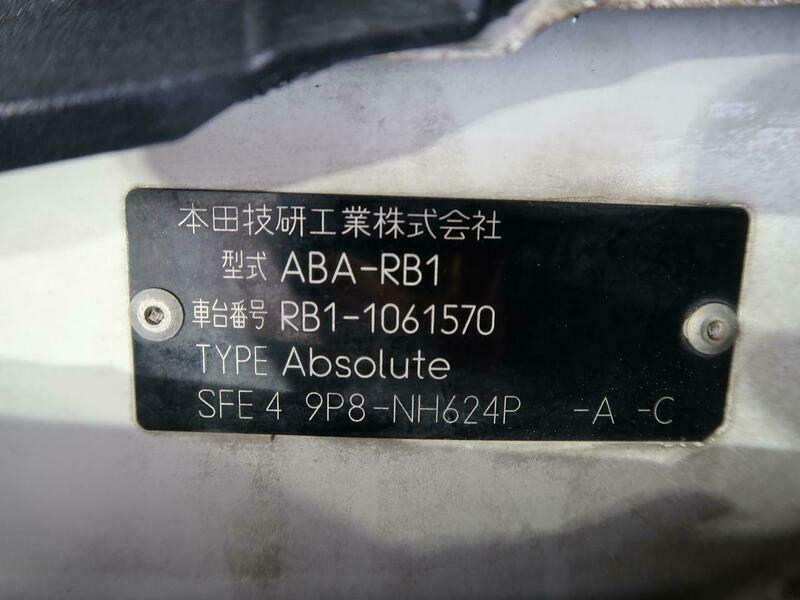 本田技研工業株式会社
型式 ABA-RB1
車台番号 RB1-1061570
TYPE Absolute
SFE 4 9P8-NH624P -A -C